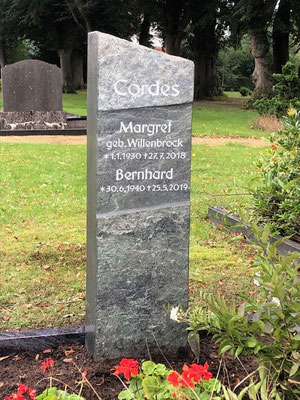 Cordes
Margret
geb. Willenbrock
*1.1.1930 †27.7.2018
Bernhard
*30.6.1940 †25.5.2019